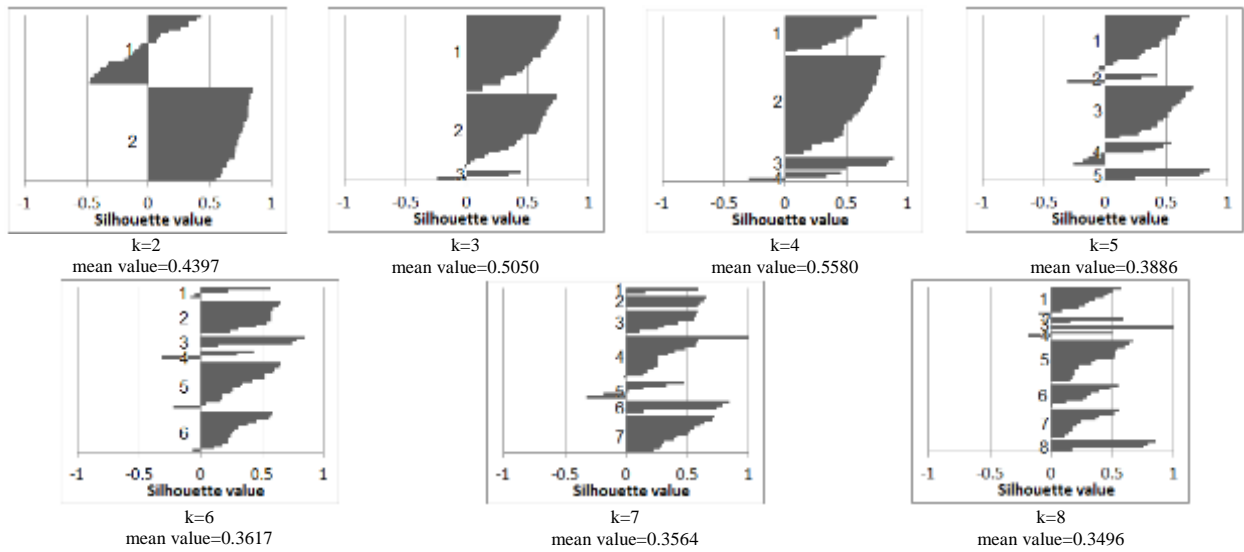 1
2
-1 -0.5 0 0.5 1
Silhouette value
k=2
mean value=0.4397
1
2
3
-1 -0.5 0 0.5 1
Silhouette value
k=3
mean value=0.5050
1
2
3
4
-1 -0.5 0 0.5 1
Silhouette value
k=4
mean value=0.5580
1
2
3
4
5
-1 -0.5 0 0.5 1
Silhouette value
k=5
mean value=0.3886
1
2
3
4
5
6
-1 -0.5 0 0.5 1
Silhouette value
k=6
mean value=0.3617
1
2
3
4
5
6
7
-1 -0.5 0 0.5 1
Silhouette value
k=7
mean value=0.3564
1
2
3
4
5
6
7
8
-1 -0.5 0 0.5 1
Silhouette value
k=8
mean value=0.3496